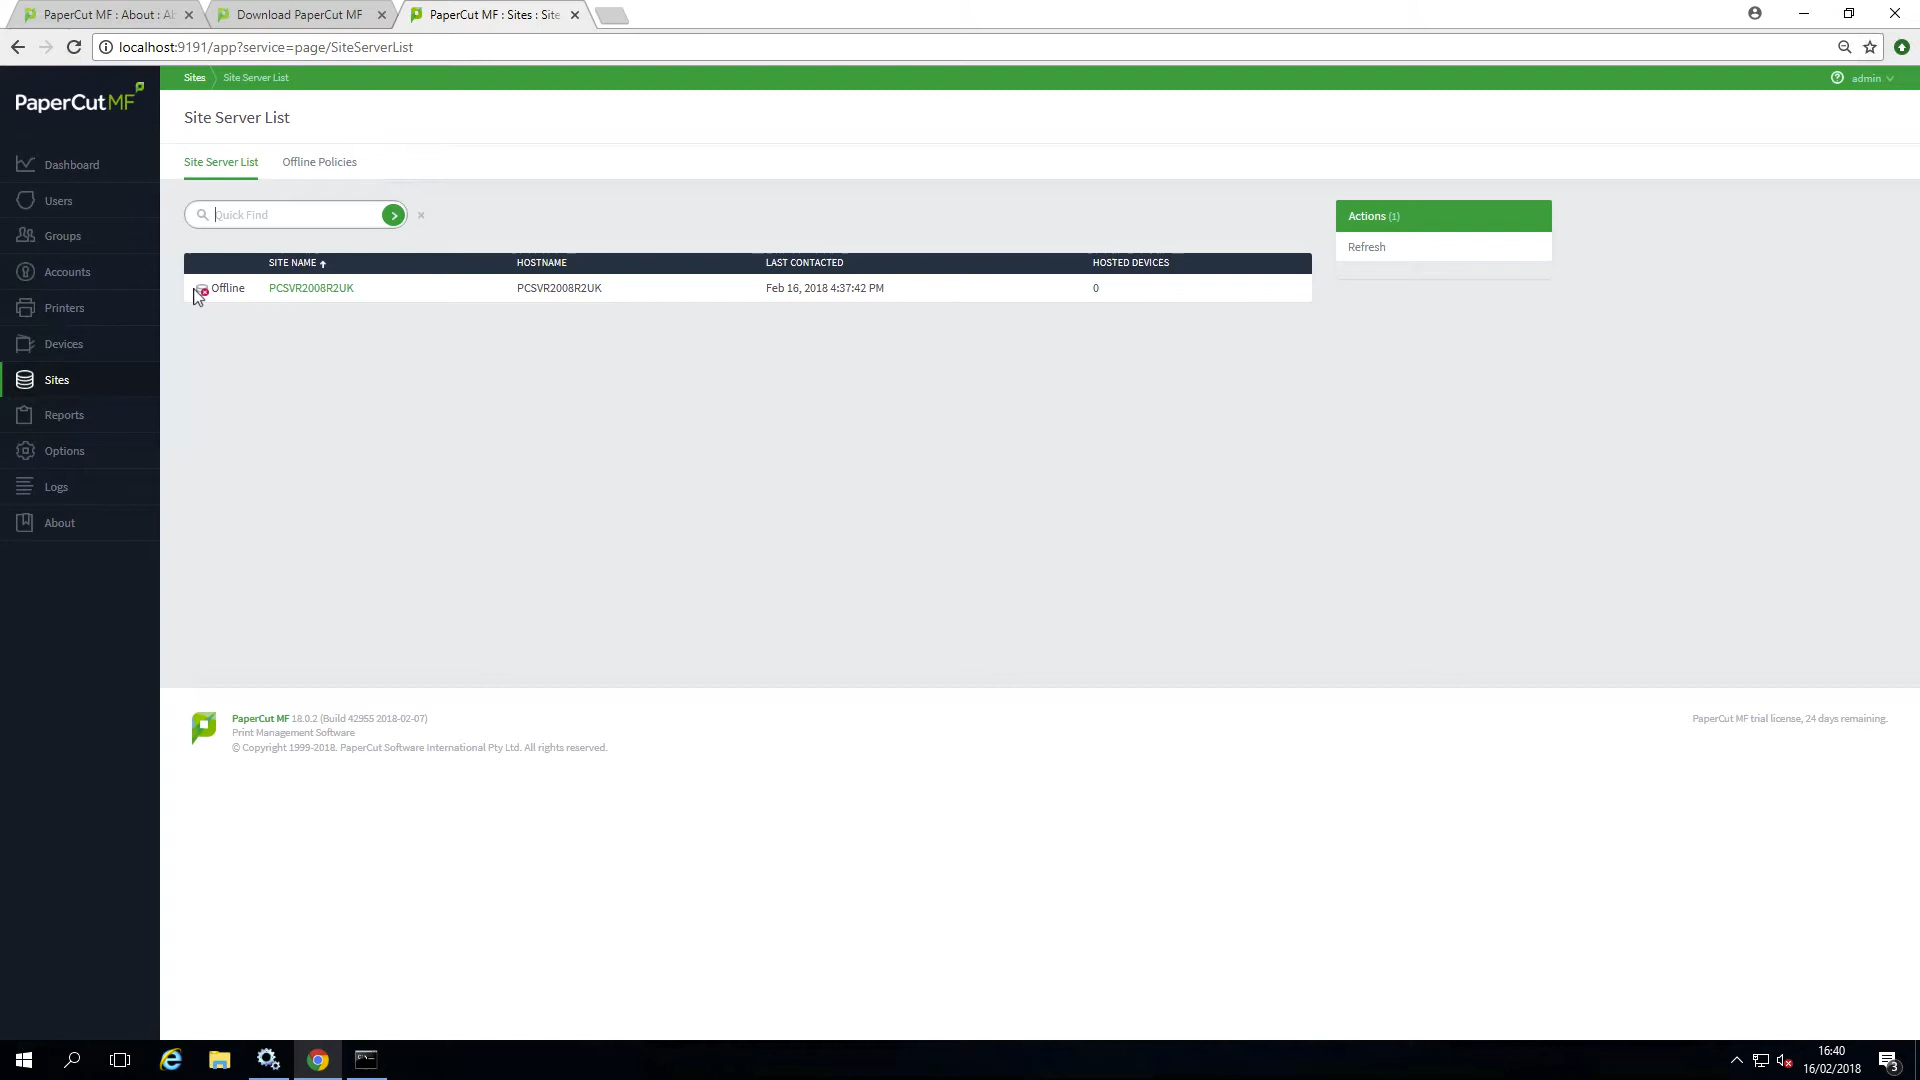 PaperCut MF : About : Ab
Download PaperCut MF
PaperCut MF : Sites : Site
localhost:9191/app?service=page/SiteServerList
PaperCutMF
Sites
Site Server List
admin
Site Server List
Site Server List
Offline Policies
Quick Find
Actions (1)
Refresh
SITE NAME
HOSTNAME
LAST CONTACTED
HOSTED DEVICES
Offline
PCSVR2008R2UK
PCSVR2008R2UK
Feb 16, 2018 4:37:42 PM
0
Dashboard
Users
Groups
Accounts
Printers
Devices
Sites
Reports
Options
Logs
About
PaperCut MF 18.0.2 (Build 42955 2018-02-07)
Print Management Software
© Copyright 1999-2018. PaperCut Software International Pty Ltd. All rights reserved.
PaperCut MF trial license, 24 days remaining.
16:40
16/02/2018
3